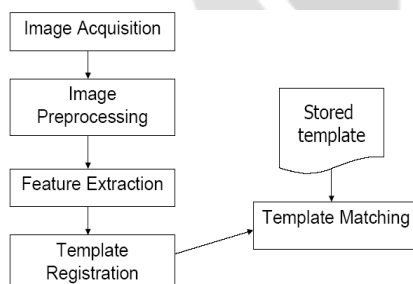 Image Acquisition
Image
Preprocessing
Feature Extraction
Template
Registration
Stored
template
Template Matching